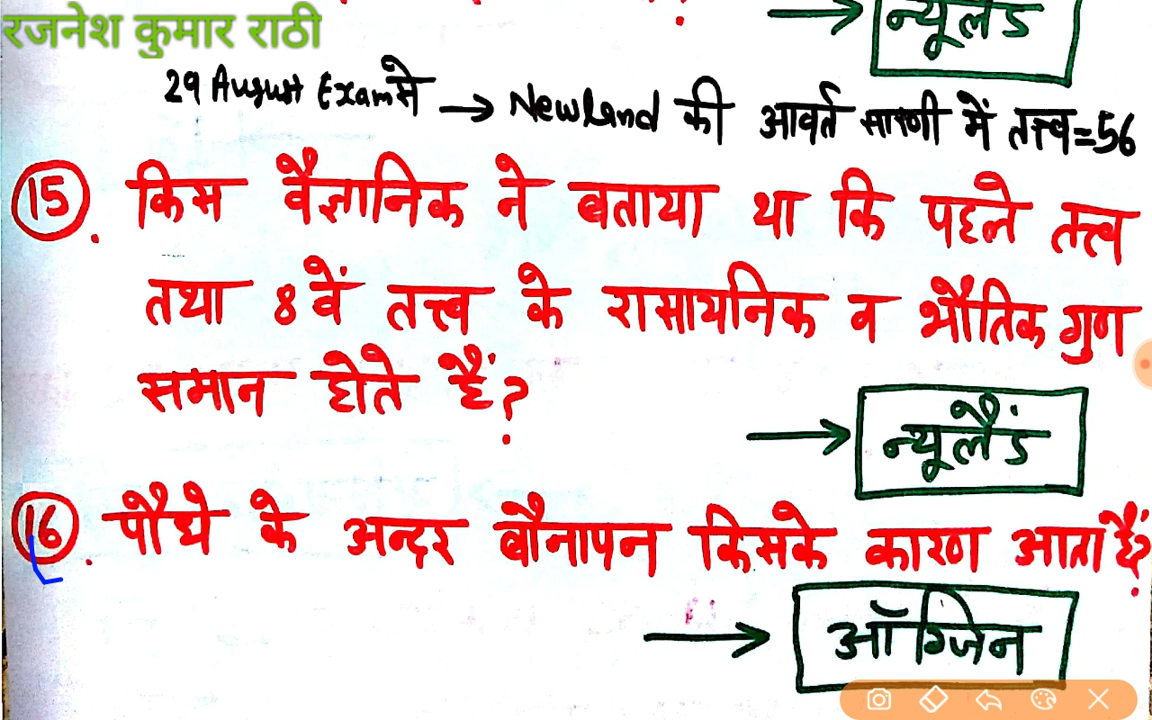 रजनेश कुमार राठी
→ न्यूलैंड
29 August Exam में → Newland की आवर्त सारणी में तत्त्व=56
15. किस वैज्ञानिक ने बताया था कि पहले तत्त्व
तथा 8 वें तत्त्व के रासायनिक व भौतिक गुण
समान होते हैं?
→ न्यूलैंड
16. पौधे के अन्दर बौनापन किसके कारण आता है?
→ ऑग्जिन